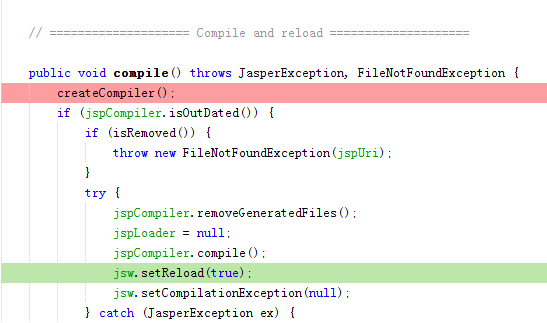 // ==================== Compile and reload ====================
public void compile() throws JasperException, FileNotFoundException {
createCompiler();
if (jspCompiler.isOutDated()) {
if (isRemoved()) {
throw new FileNotFoundException(jspUri);
}
try {
jspCompiler.removeGeneratedFiles();
jspLoader = null;
jspCompiler.compile();
jsw.setReload(true);
jsw.setCompilationException(null);
} catch (JasperException ex) {